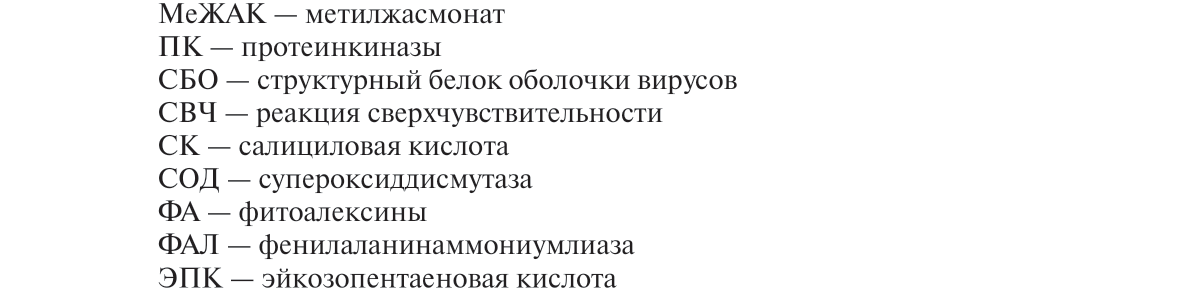 МеЖАК — метилжасмонат
ПК — протеинкиназы
СБО — структурный белок оболочки вирусов
СВЧ — реакция сверхчувствительности
СК — салициловая кислота
СОД — супероксиддисмутаза
ФА — фитоалексины
ФАЛ — фенилаланинаммониумлиаза
ЭПК — эйкозопентаеновая кислота